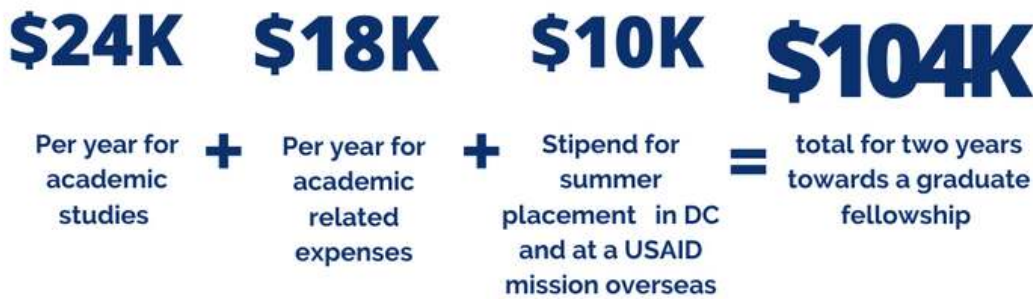 $24K
Per year for
academic
studies
+
$18K
Per year for
academic
related
expenses
+
$10K
Stipend for
summer
placement in DC
and at a USAID
mission overseas
=
$104K
total for two years
towards a graduate
fellowship